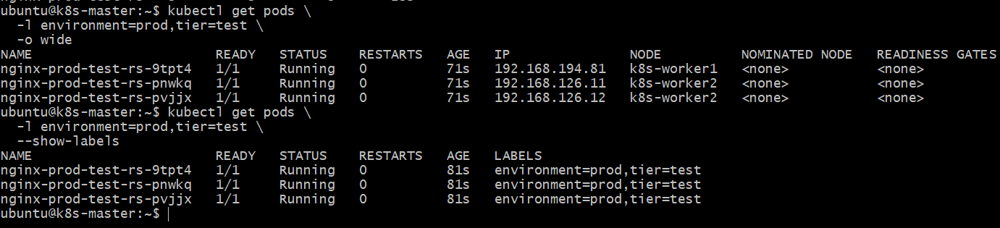 ubuntu@k8s-master:~$ kubectl get pods \
  -l environment=prod,tier=test \
  -o wide
NAME                       READY   STATUS    RESTARTS   AGE   IP               NODE          NOMINATED NODE   READINESS GATES
nginx-prod-test-rs-9tpt4   1/1     Running   0          71s   192.168.194.81   k8s-worker1   <none>           <none>
nginx-prod-test-rs-pnwkq   1/1     Running   0          71s   192.168.126.11   k8s-worker2   <none>           <none>
nginx-prod-test-rs-pvjjx   1/1     Running   0          71s   192.168.126.12   k8s-worker2   <none>           <none>
ubuntu@k8s-master:~$ kubectl get pods \
  -l environment=prod,tier=test \
  --show-labels
NAME                       READY   STATUS    RESTARTS   AGE   LABELS
nginx-prod-test-rs-9tpt4   1/1     Running   0          81s   environment=prod,tier=test
nginx-prod-test-rs-pnwkq   1/1     Running   0          81s   environment=prod,tier=test
nginx-prod-test-rs-pvjjx   1/1     Running   0          81s   environment=prod,tier=test
ubuntu@k8s-master:~$